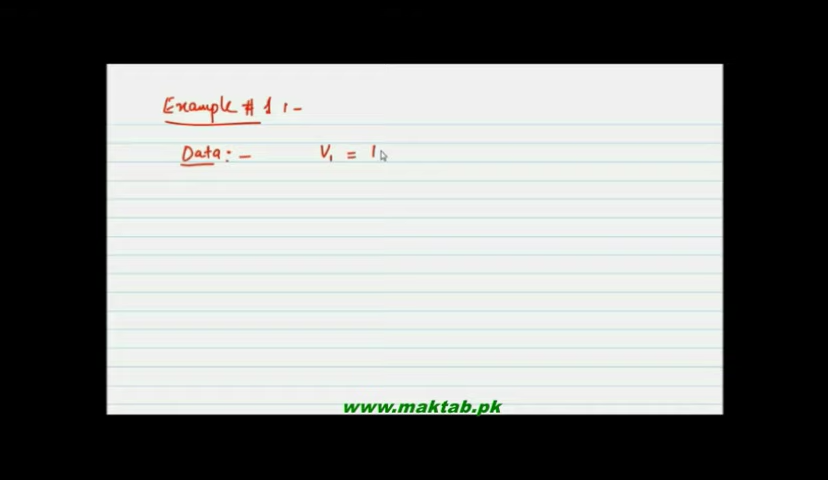 Example # 1 : -
Data : - V₁ = 1
www.maktab.pk